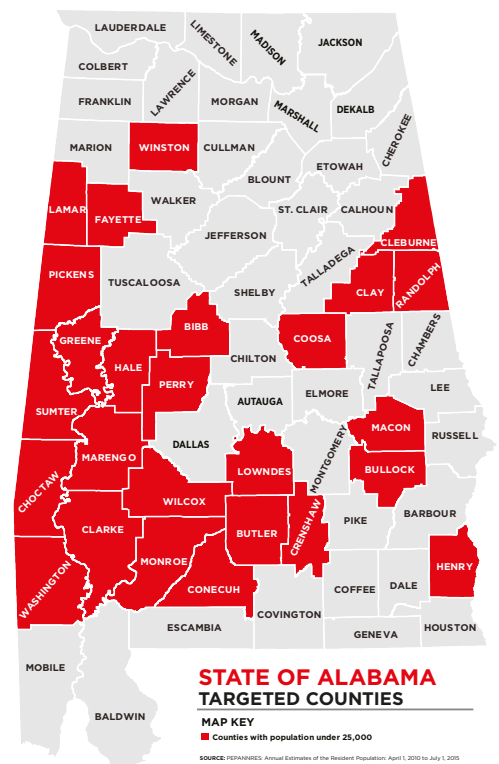 LAUDERDALE
LIMESTONE
MADISON
JACKSON
COLBERT
LAWRENCE
FRANKLIN
MORGAN
MARSHALL
DEKALB
CHEROKEE
MARION
WINSTON
CULLMAN
ETOWAH
BLOUNT
LAMAR
FAYETTE
WALKER
ST. CLAIR
CALHOUN
JEFFERSON
CLEBURNE
TALLADEGA
PICKENS
TUSCALOOSA
SHELBY
CLAY
RANDOLPH
GREENE
BIBB
COOSA
TALLAPOOSA
CHAMBERS
HALE
CHILTON
PERRY
ELMORE
LEE
AUTAUGA
SUMTER
MACON
RUSSELL
DALLAS
MONTGOMERY
MARENGO
LOWNDES
BULLOCK
CHOCTAW
WILCOX
BARBOUR
CLARKE
BUTLER
CRENSHAW
PIKE
MONROE
HENRY
WASHINGTON
CONECUH
COFFEE
DALE
COVINGTON
ESCAMBIA
GENEVA
HOUSTON
MOBILE
BALDWIN
STATE OF ALABAMA
TARGETED COUNTIES
MAP KEY
Counties with population under 25,000
SOURCE: PEPANNRES: Annual Estimates of the Resident Population: April 1, 2010 to July 1, 2015